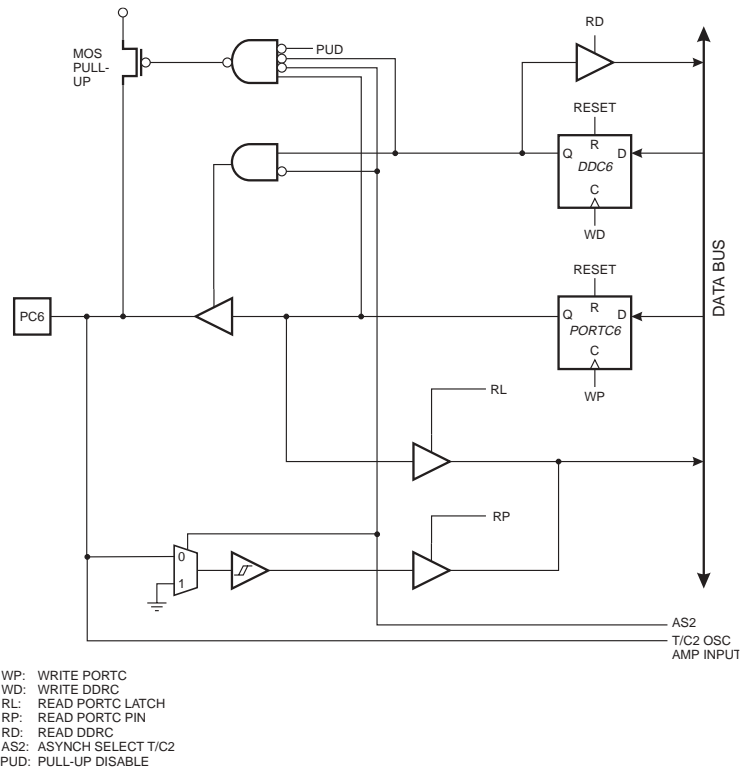 RD
MOS
PULL-
UP
PUD
RESET
R
Q
D
DDC6
C
WD
DATA BUS
RESET
PC6
R
Q
D
PORTC6
C
WP
RL
RP
0
1
AS2
T/C2 OSC
AMP INPUT
WP: WRITE PORTC
WD: WRITE DDRC
RL: READ PORTC LATCH
RP: READ PORTC PIN
RD: READ DDRC
AS2: ASYNCH SELECT T/C2
PUD: PULL-UP DISABLE